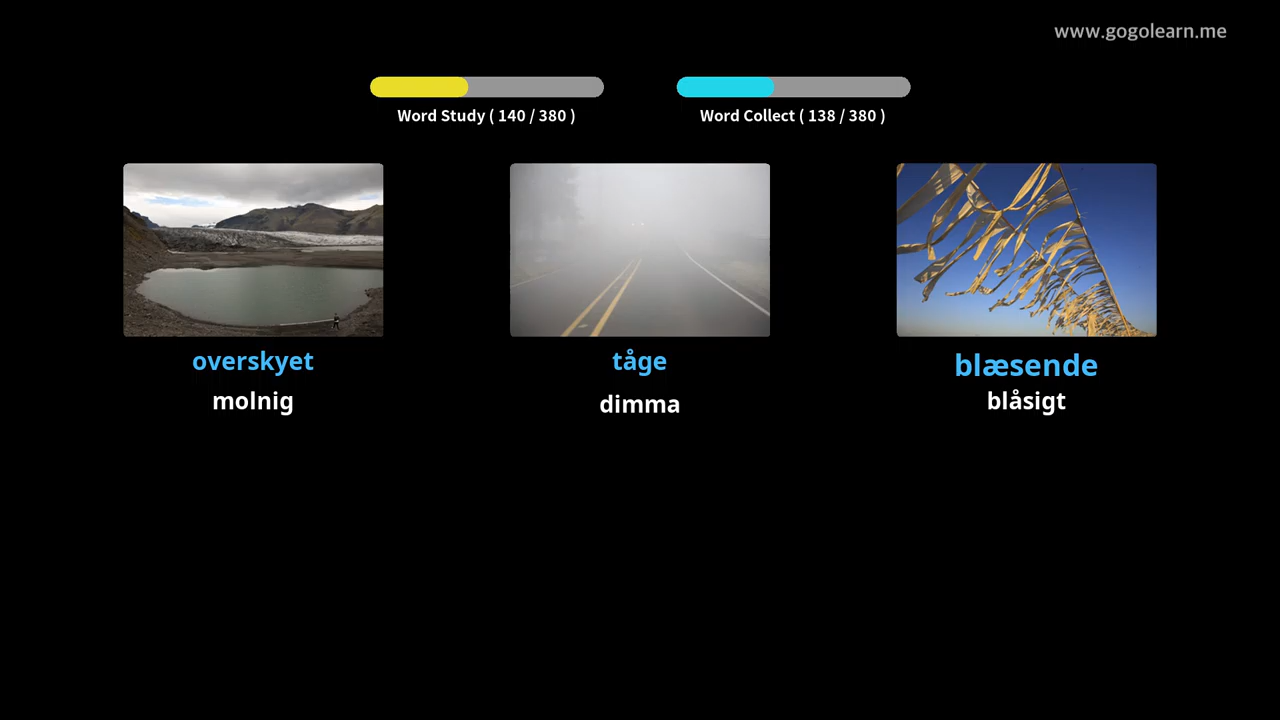 www.gogolearn.me
Word Study ( 140 / 380 )
Word Collect ( 138 / 380 )
overskyet
molnig
tåge
dimma
blæsende
blåsigt